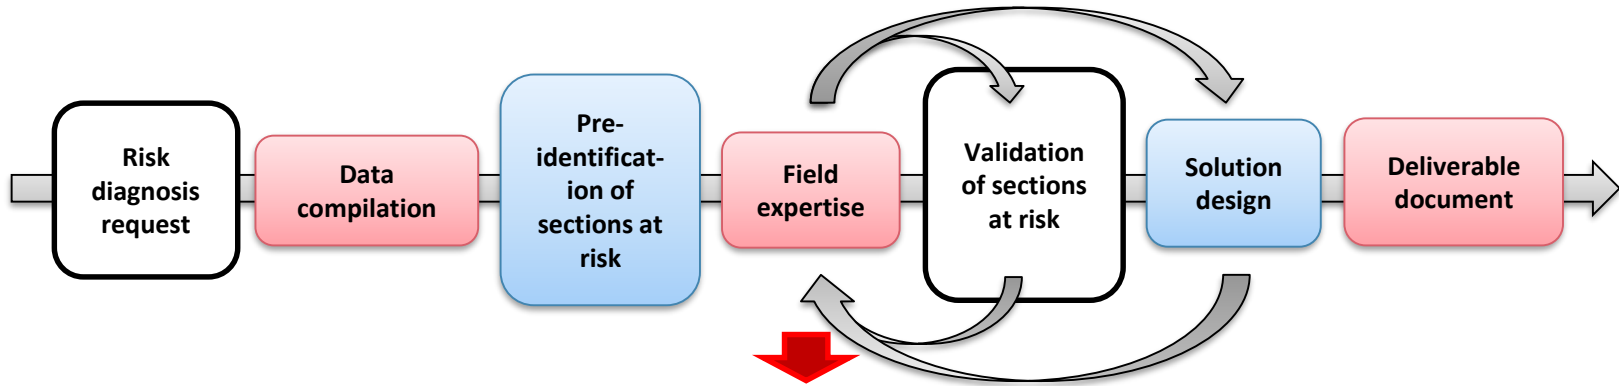 Risk
diagnosis
request
Data
compilation
Pre-
identificat-
ion of
sections at
risk
Field
expertise
Validation
of sections
at risk
Solution
design
Deliverable
document